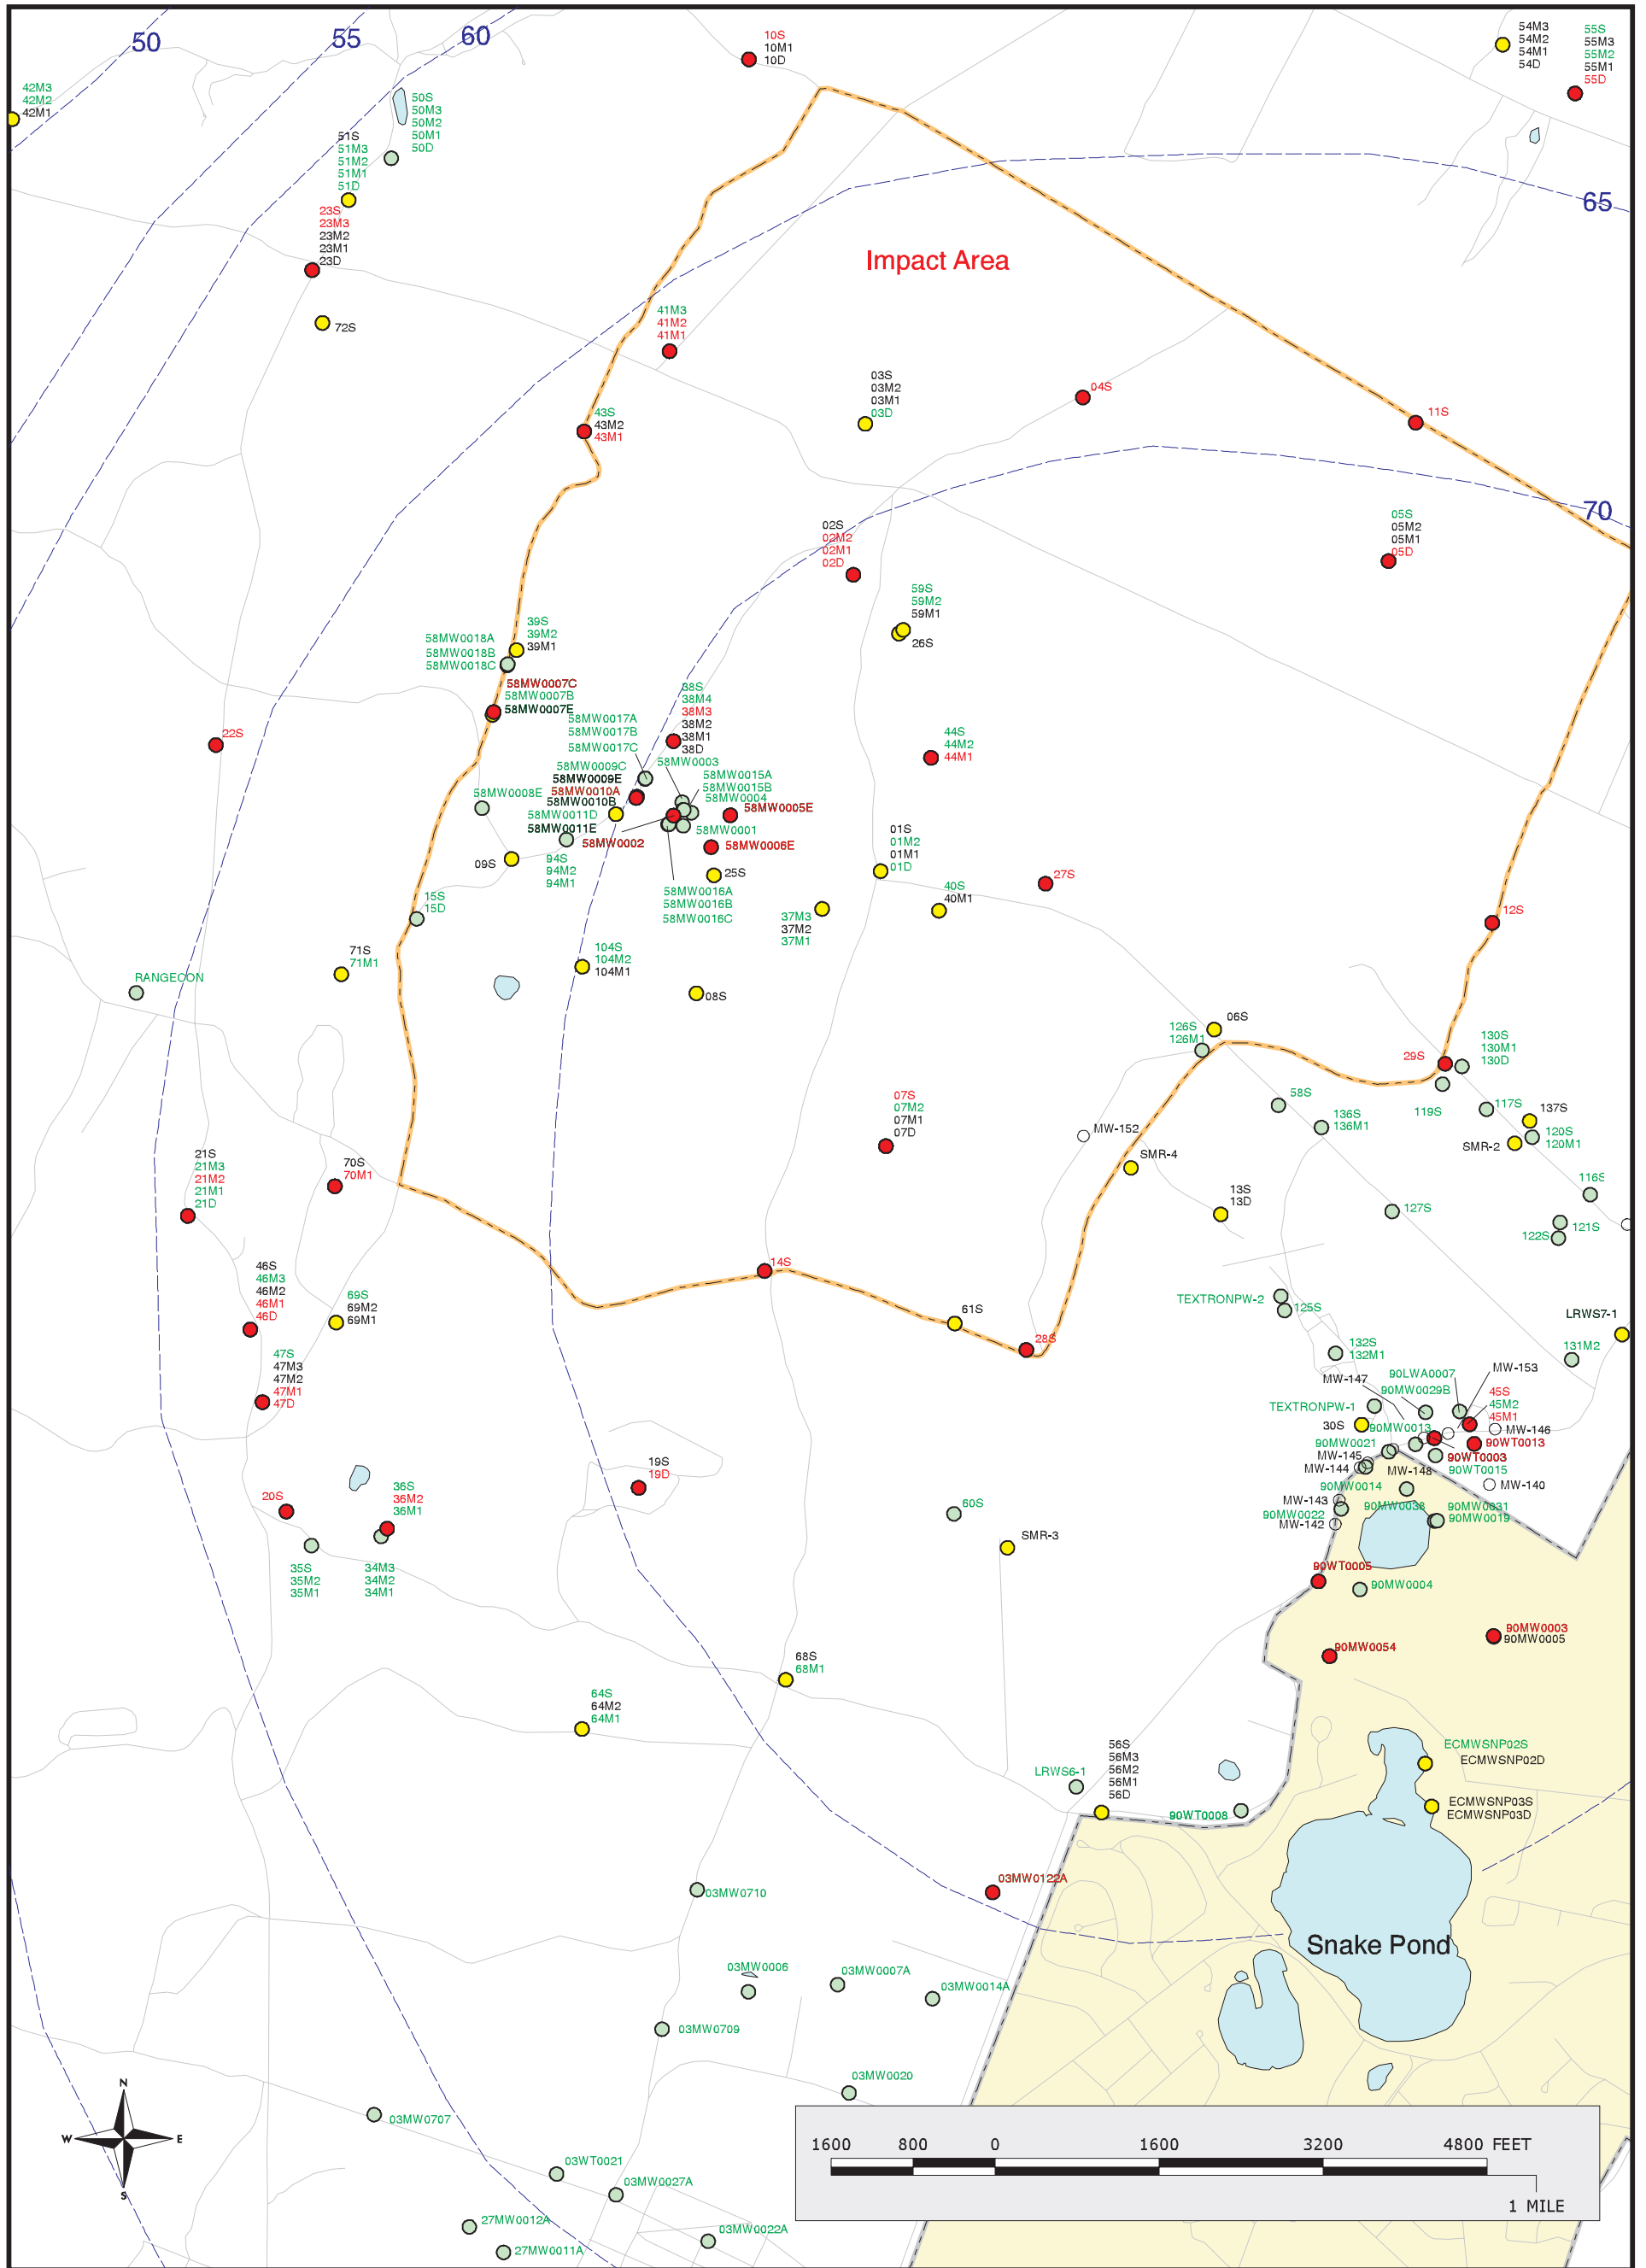 50
55
60
10S
10M1
10D
54M3
54M2
54M1
54D
55S
55M3
55M2
55M1
55D
42M3
42M2
42M1
50S
50M3
50M2
50M1
50D
51S
51M3
51M2
51M1
51D
65
23S
23M3
23M2
23M1
23D
Impact Area
72S
41M3
41M2
41M1
03S
03M2
03M1
03D
04S
11S
43S
43M2
43M1
70
05S
05M2
05M1
05D
02S
02M2
02M1
02D
59S
59M2
59M1
26S
39S
39M2
39M1
58MW0018A
58MW0018B
58MW0018C
58MW0007C
58MW0007B
58MW0007E
38S
38M4
38M3
38M2
38M1
38D
58MW0017A
58MW0017B
58MW0017C
22S
44S
44M2
44M1
58MW0003
58MW0009C
58MW0009E
58MW0010A
58MW0010B
58MW0011D
58MW0011E
58MW0015A
58MW0015B
58MW0004
58MW0008E
58MW0005E
58MW0001
58MW0002
58MW0006E
01S
01M2
01M1
01D
09S
94S
94M2
94M1
25S
27S
40S
40M1
58MW0016A
58MW0016B
58MW0016C
15S
15D
37M3
37M2
37M1
12S
71S
71M1
104S
104M2
104M1
RANGECON
08S
06S
126S
126M1
130S
130M1
130D
29S
58S
119S
117S
07S
07M2
07M1
07D
136S
136M1
137S
MW-152
120S
120M1
SMR-2
SMR-4
21S
21M3
21M2
21M1
21D
70S
70M1
116S
13S
13D
127S
121S
122S
14S
46S
46M3
46M2
46M1
46D
69S
69M2
69M1
TEXTRONPW-2
125S
61S
LRWS7-1
28S
132S
132M1
131M2
47S
47M3
47M2
47M1
47D
MW-153
90LWA0007
MW-147
90MW0029B
45S
45M2
45M1
TEXTRONPW-1
30S
90MW0013
MW-146
90MW0021
90WT0013
MW-145
90WT0003
MW-144
MW-148
90WT0015
19S
19D
90MW0014
MW-140
36S
36M2
36M1
20S
MW-143
90MW0022
90MW0033
90MW0031
90MW0019
MW-142
60S
SMR-3
35S
35M2
35M1
34M3
34M2
34M1
90WT0005
90MW0004
90MW0003
90MW0005
90MW0054
68S
68M1
64S
64M2
64M1
56S
56M3
56M2
56M1
56D
ECMWSNP02S
ECMWSNP02D
LRWS6-1
ECMWSNP03S
ECMWSNP03D
90WT0008
03MW0122A
03MW0710
Snake Pond
03MW0006
03MW0007A
03MW0014A
03MW0709
03MW0020
N
W
E
S
03MW0707
1600
800
0
1600
3200
4800 FEET
1 MILE
03WT0021
03MW0027A
27MW0012A
03MW0022A
27MW0011A